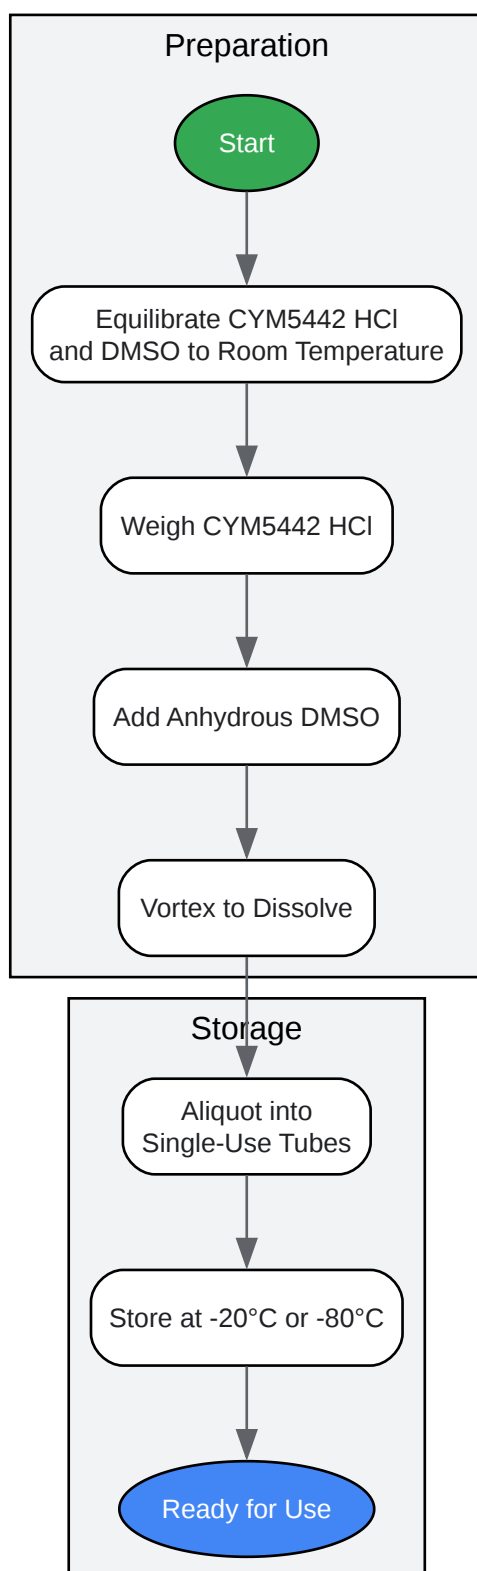 Preparation
Start
Equilibrate CYM5442 HCl
and DMSO to Room Temperature
Weigh CYM5442 HCl
Add Anhydrous DMSO
Vortex to Dissolve
Storage
Aliquot into
Single-Use Tubes
Store at -20°C or -80°C
Ready for Use